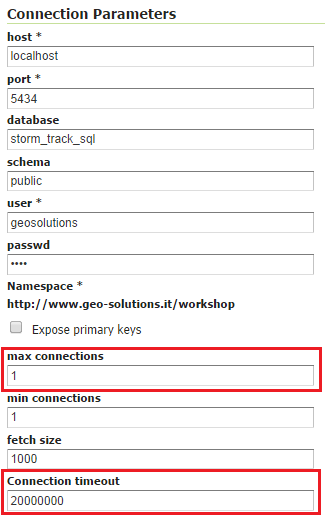 Connection Parameters
host *
localhost
port *
5434
database
storm_track_sql
schema
public
user *
geosolutions
passwd
••••
Namespace *
http://www.geo-solutions.it/workshop
Expose primary keys
max connections
1
min connections
1
fetch size
1000
Connection timeout
20000000